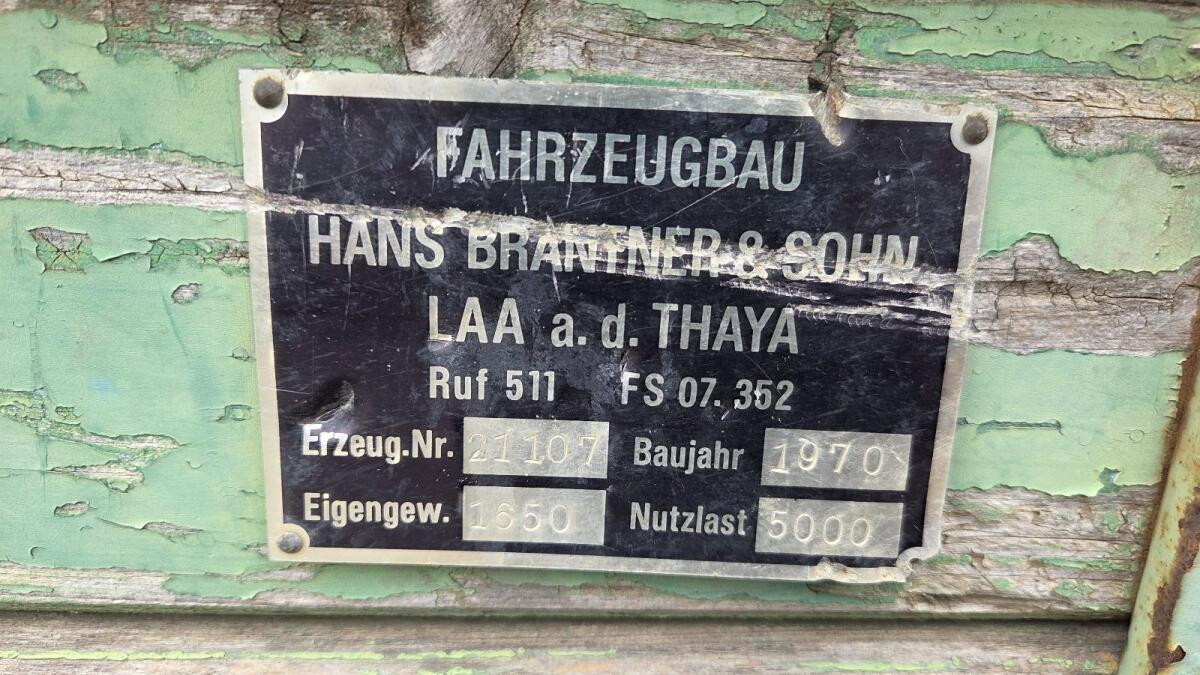 FAHRZEUGBAU
HANS BRANTNER & SOHN
LAA a. d. THAYA
Ruf 511 FS 07. 352
Erzeug.Nr. 21107 Baujahr 1970
Eigengew. 1650 Nutzlast 5000